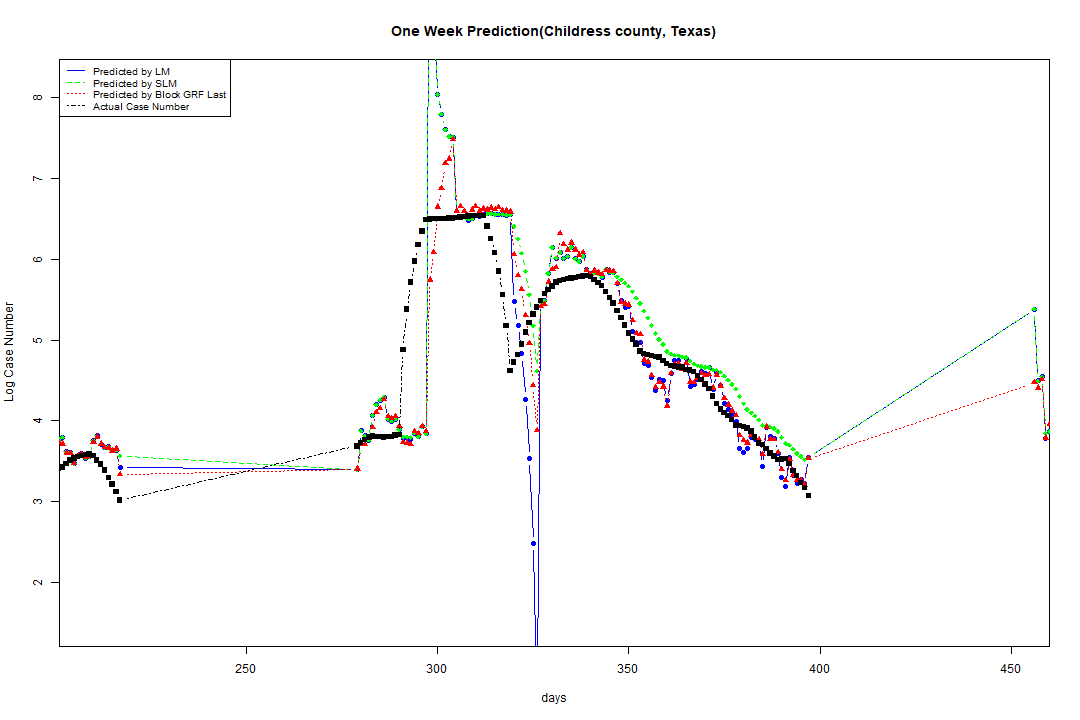 One Week Prediction(Childress county, Texas)
Predicted by LM
Predicted by SLM
Predicted by Block GRF Last
Actual Case Number
8
7
6
5
4
3
2
Log Case Number
250
300
350
400
450
days